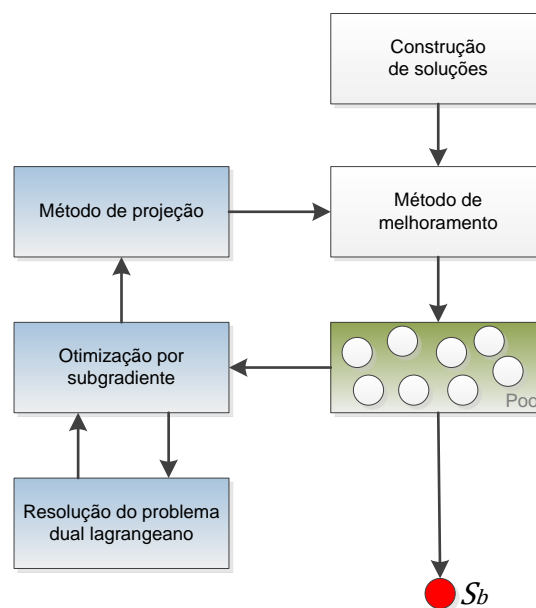 Construção
de soluções
Método de projeção
Método de
melhoramento
Otimização por
subgradiente
Poo
Resolução do problema
dual lagrangeano
Sb